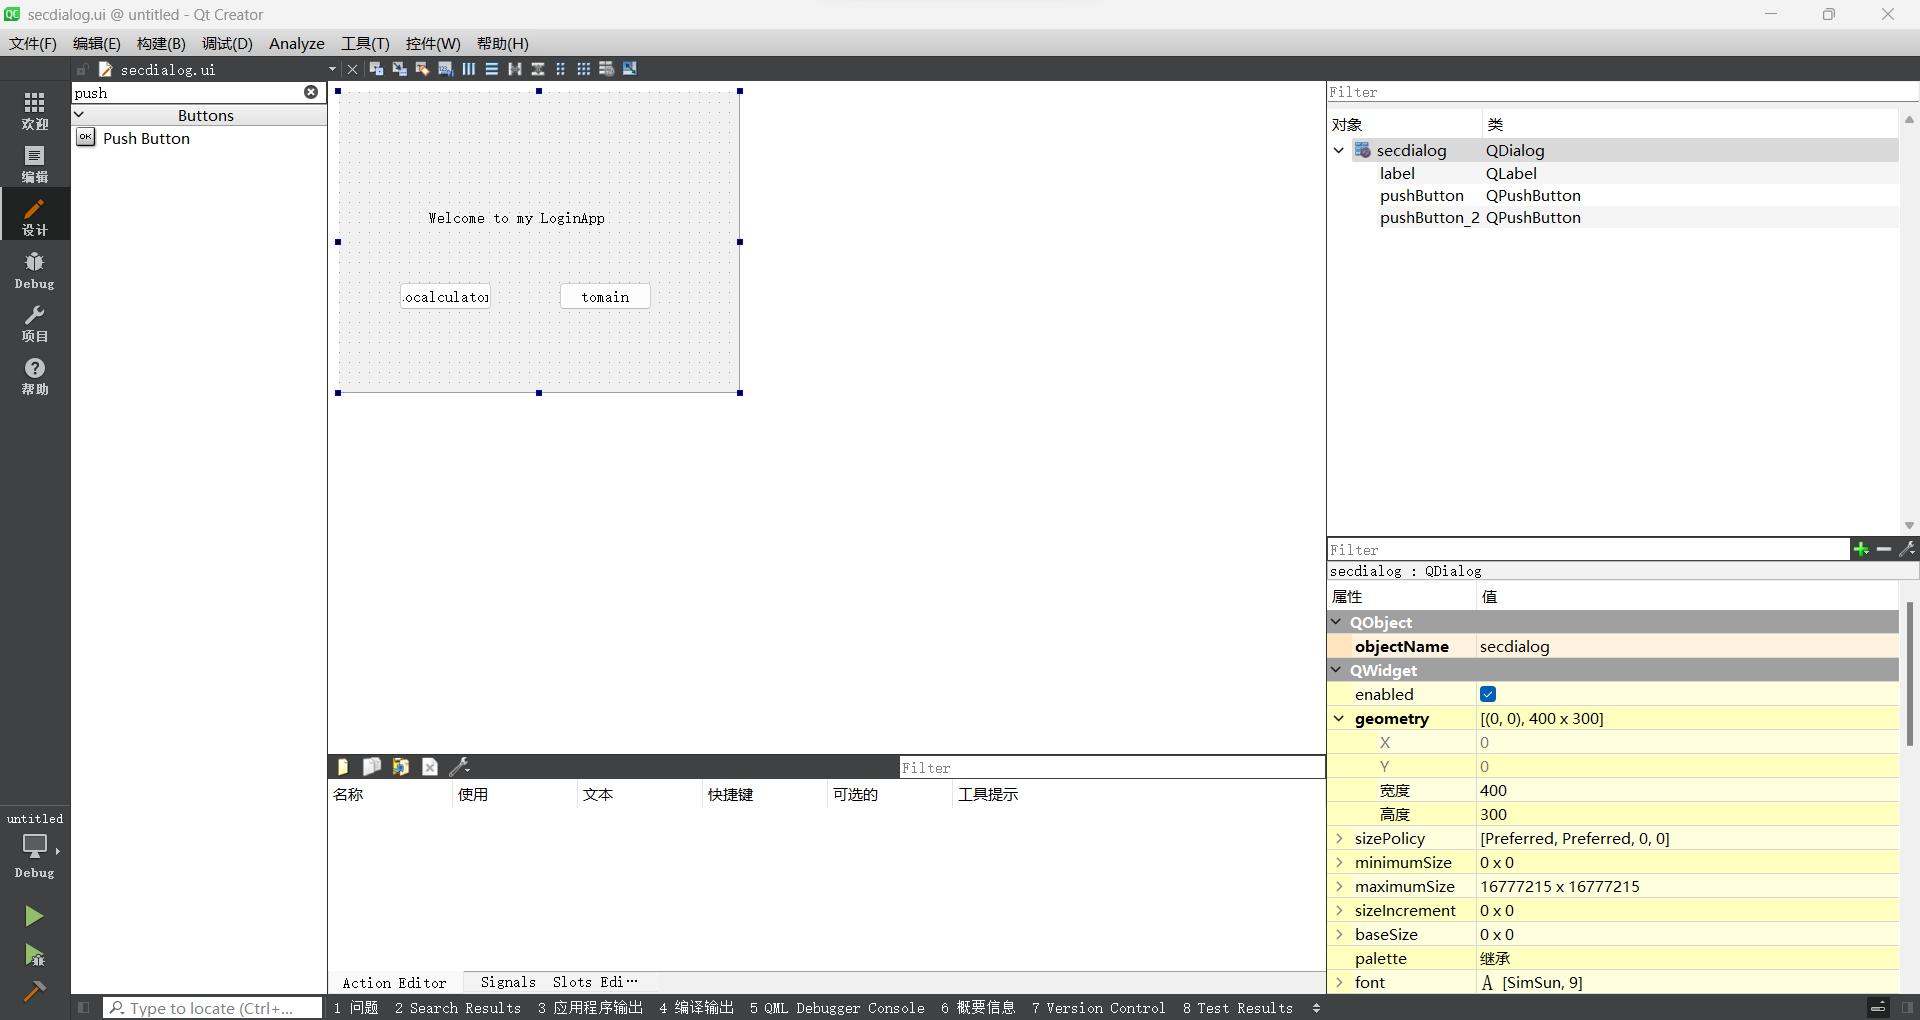 secdialog.ui @ untitled - Qt Creator
文件(F) 编辑(E) 构建(B) 调试(D) Analyze 工具(T) 控件(W) 帮助(H)
secdialog.ui
push
Buttons
Push Button
欢迎
编辑
设计
Debug
项目
帮助
untitled
Debug
Welcome to my LoginApp
ocalculator
tomain
Filter
对象 类
secdialog QDialog
label QLabel
pushButton QPushButton
pushButton_2 QPushButton
Filter
secdialog : QDialog
属性 值
QObject
objectName secdialog
QWidget
enabled
geometry [(0, 0), 400 x 300]
X 0
Y 0
宽度 400
高度 300
sizePolicy [Preferred, Preferred, 0, 0]
minimumSize 0 x 0
maximumSize 16777215 x 16777215
sizeIncrement 0 x 0
baseSize 0 x 0
palette 继承
font A [SimSun, 9]
Filter
名称 使用 文本 快捷键 可选的 工具提示
Action Editor Signals Slots Edi…
Type to locate (Ctrl+... 1 问题 2 Search Results 3 应用程序输出 4 编译输出 5 QML Debugger Console 6 概要信息 7 Version Control 8 Test Results